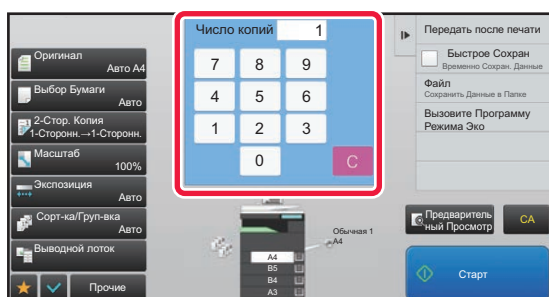 Число копий 1
7 8 9
4 5 6
1 2 3
0 C
Оригинал
Авто A4
Выбор Бумаги
Авто
2-Стор. Копия
1-Сторонн.→1-Сторонн.
Масштаб
100%
Экспозиция
Авто
Сорт-ка/Груп-вка
Авто
Выводной лоток
Прочие
Обычная 1
A4
A4
B5
B4
A3
Передать после печати
Быстрое Сохран
Временно Сохран. Данные
Файл
Сохранить Данные в Папке
Вызовите Программу
Режима Эко
Предваритель
ный Просмотр
CA
Старт